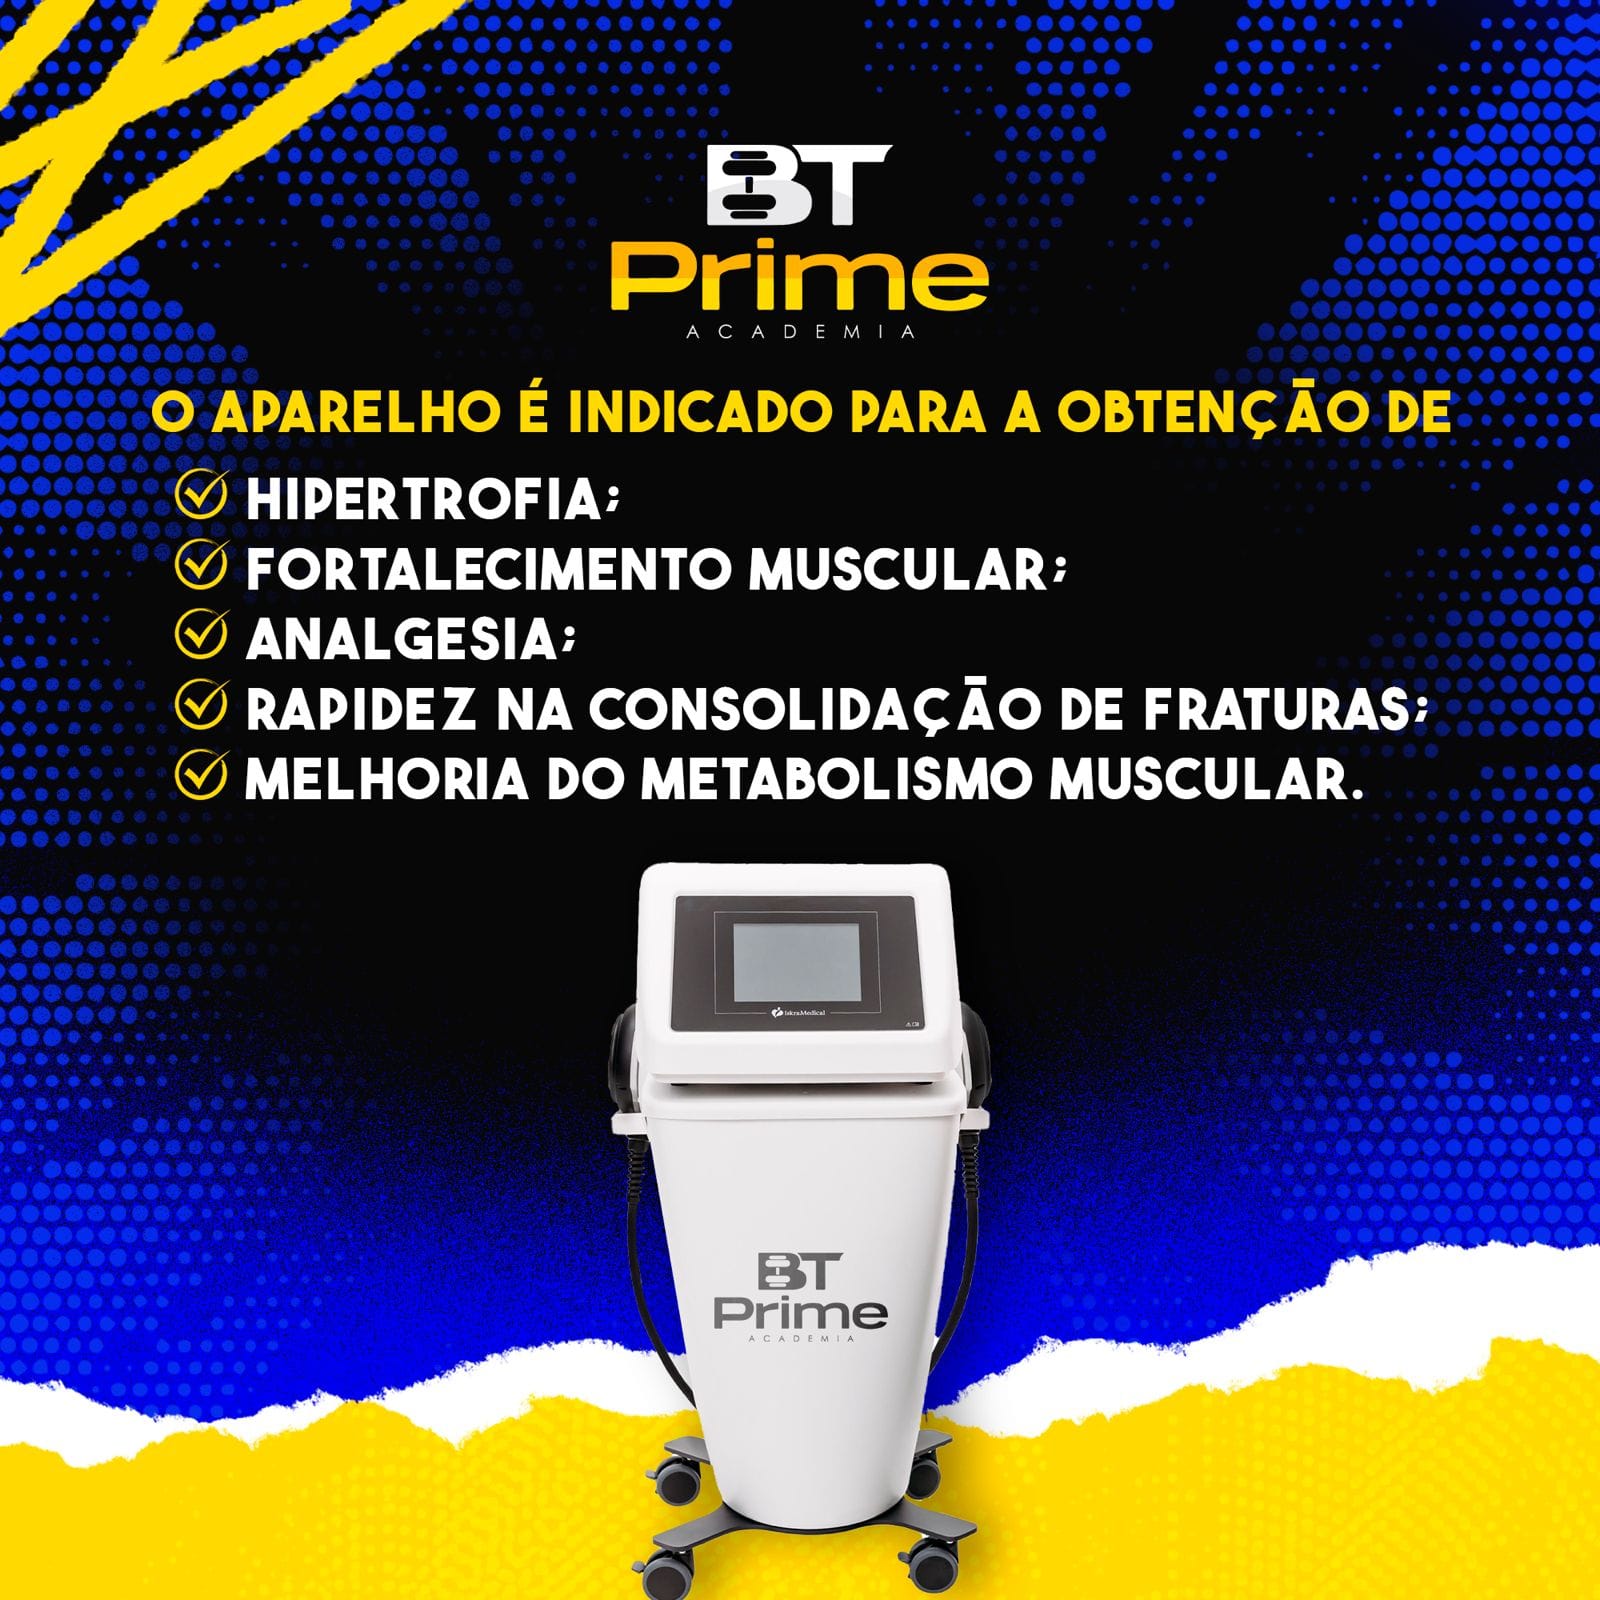 BT
Prime
ACADEMIA
O APARELHO É INDICADO PARA A OBTENÇÃO DE
HIPERTROFIA;
FORTALECIMENTO MUSCULAR;
ANALGESIA;
RAPIDEZ NA CONSOLIDAÇÃO DE FRATURAS;
MELHORIA DO METABOLISMO MUSCULAR.
IskraMedical
BT
Prime
ACADEMIA